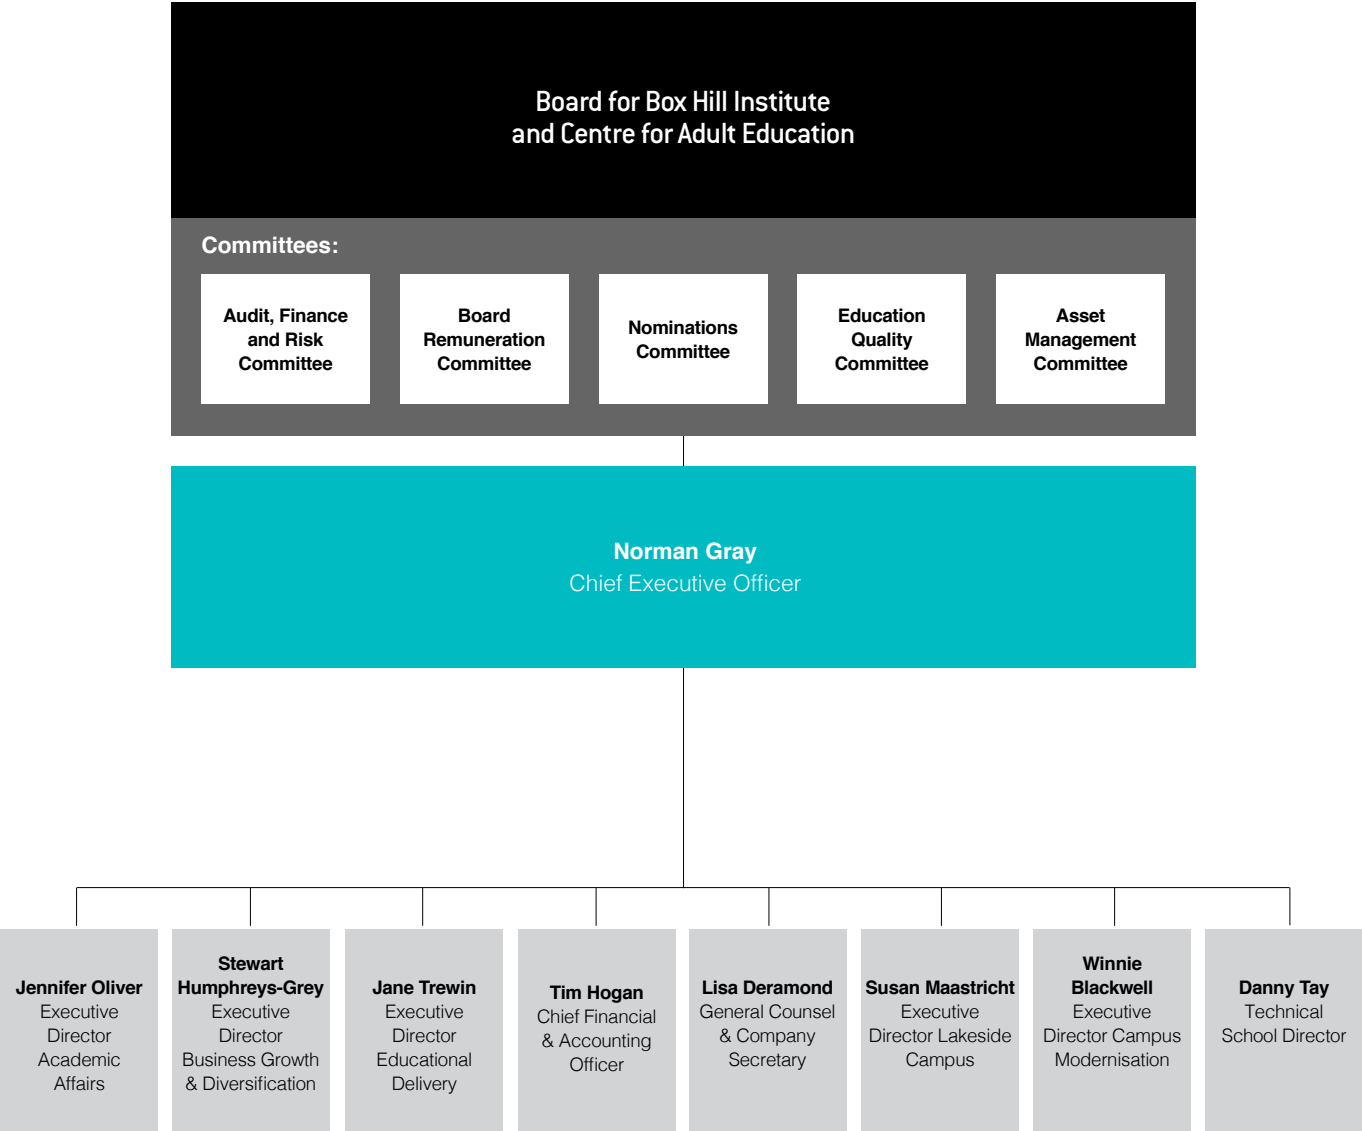 Board for Box Hill Institute
and Centre for Adult Education
Committees:
Audit, Finance
and Risk
Committee
Board
Remuneration
Committee
Nominations
Committee
Education
Quality
Committee
Asset
Management
Committee
Norman Gray
Chief Executive Officer
Jennifer Oliver
Executive
Director
Academic
Affairs
Stewart
Humphreys-Grey
Executive
Director
Business Growth
& Diversification
Jane Trewin
Executive
Director
Educational
Delivery
Tim Hogan
Chief Financial
& Accounting
Officer
Lisa Deramond
General Counsel
& Company
Secretary
Susan Maastricht
Executive
Director Lakeside
Campus
Winnie
Blackwell
Executive
Director Campus
Modernisation
Danny Tay
Technical
School Director